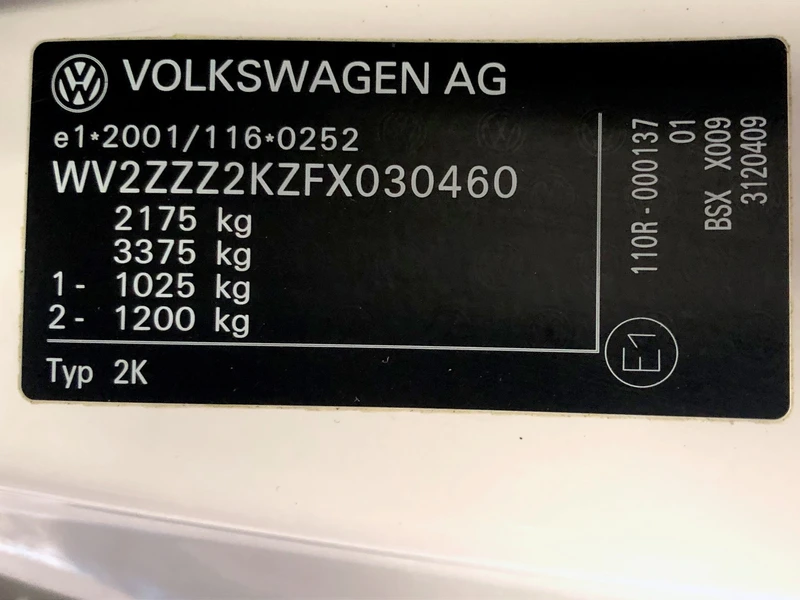 VOLKSWAGEN AG
e1*2001/116*0252
WV2ZZZ2KZFX030460
2175 kg
3375 kg
1- 1025 kg
2- 1200 kg
Typ 2K
110R-000137
01
BSX X009
3120409
E1